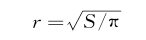 r = √S/π